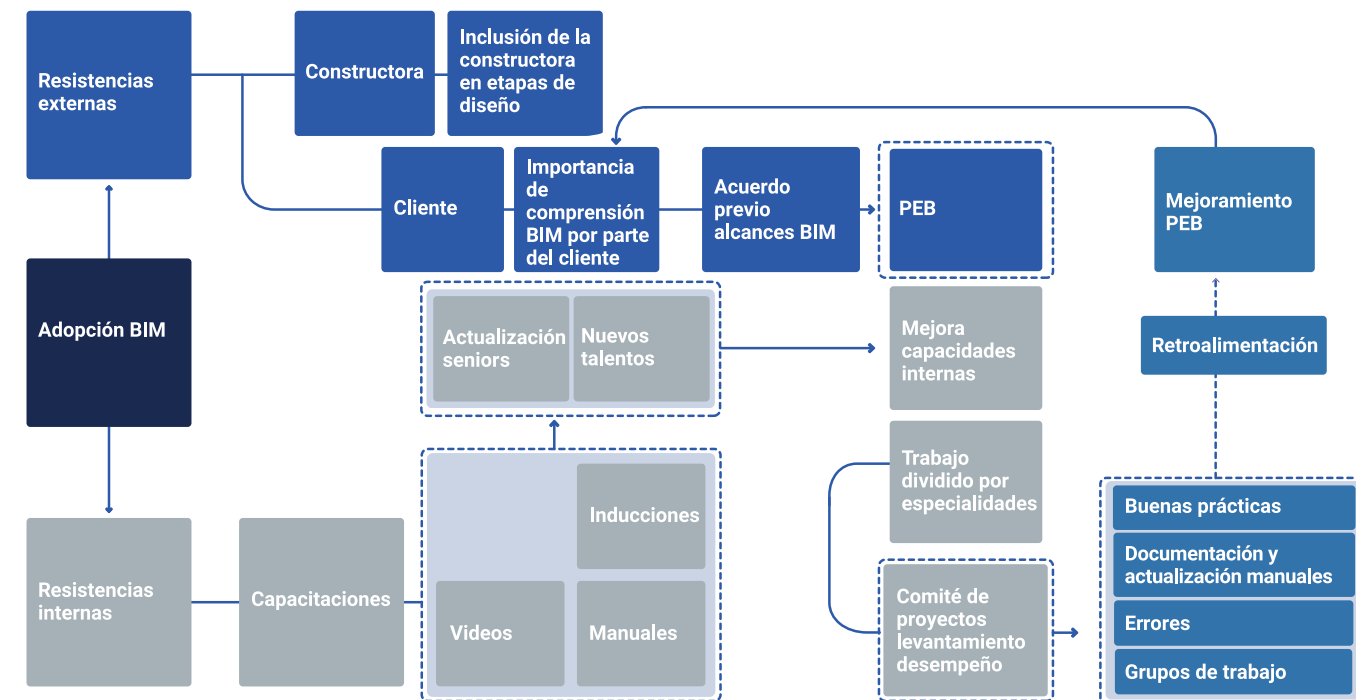 Resistencias
externas
Constructora
Inclusión de la
constructora
en etapas de
diseño
Cliente
Importancia
de
comprensión
BIM por parte
del cliente
Acuerdo
previo
alcances BIM
PEB
Mejoramiento
PEB
Adopción BIM
Actualización
seniors
Nuevos
talentos
Mejora
capacidades
internas
Retroalimentación
Trabajo
dividido por
especialidades
Resistencias
internas
Capacitaciones
Inducciones
Videos
Manuales
Comité de
proyectos
levantamiento
desempeño
Buenas prácticas
Documentación y
actualización manuales
Errores
Grupos de trabajo